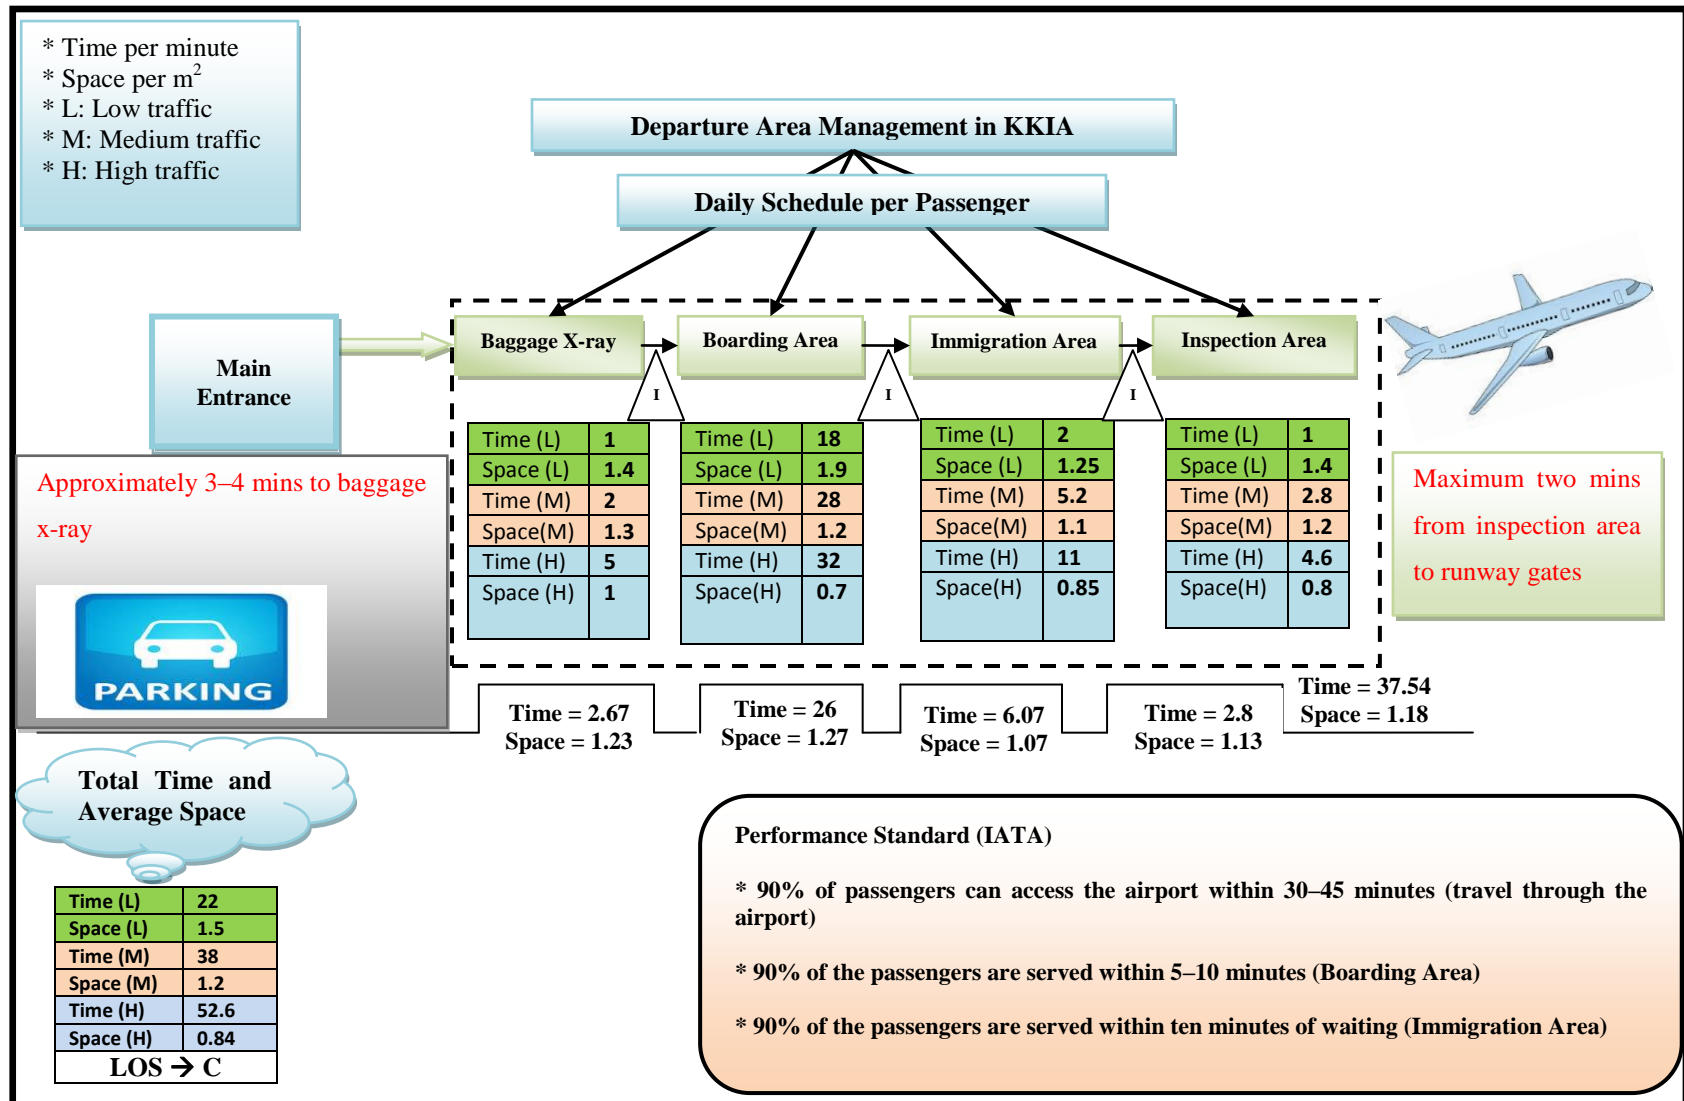 * Time per minute
* Space per m²
* L: Low traffic
* M: Medium traffic
* H: High traffic
Departure Area Management in KKIA
Daily Schedule per Passenger
Main
Entrance
Baggage X-ray
Boarding Area
Immigration Area
Inspection Area
I
I
I
Time (L) 1
Space (L) 1.4
Time (M) 2
Space(M) 1.3
Time (H) 5
Space (H) 1
Time (L) 18
Space (L) 1.9
Time (M) 28
Space(M) 1.2
Time (H) 32
Space(H) 0.7
Time (L) 2
Space (L) 1.25
Time (M) 5.2
Space(M) 1.1
Time (H) 11
Space(H) 0.85
Time (L) 1
Space (L) 1.4
Time (M) 2.8
Space(M) 1.2
Time (H) 4.6
Space(H) 0.8
Approximately 3–4 mins to baggage
x-ray
PARKING
Maximum two mins
from inspection area
to runway gates
Time = 2.67
Space = 1.23
Time = 26
Space = 1.27
Time = 6.07
Space = 1.07
Time = 2.8
Space = 1.13
Time = 37.54
Space = 1.18
Total Time and
Average Space
Time (L) 22
Space (L) 1.5
Time (M) 38
Space (M) 1.2
Time (H) 52.6
Space (H) 0.84
LOS → C
Performance Standard (IATA)
* 90% of passengers can access the airport within 30–45 minutes (travel through the
airport)
* 90% of the passengers are served within 5–10 minutes (Boarding Area)
* 90% of the passengers are served within ten minutes of waiting (Immigration Area)